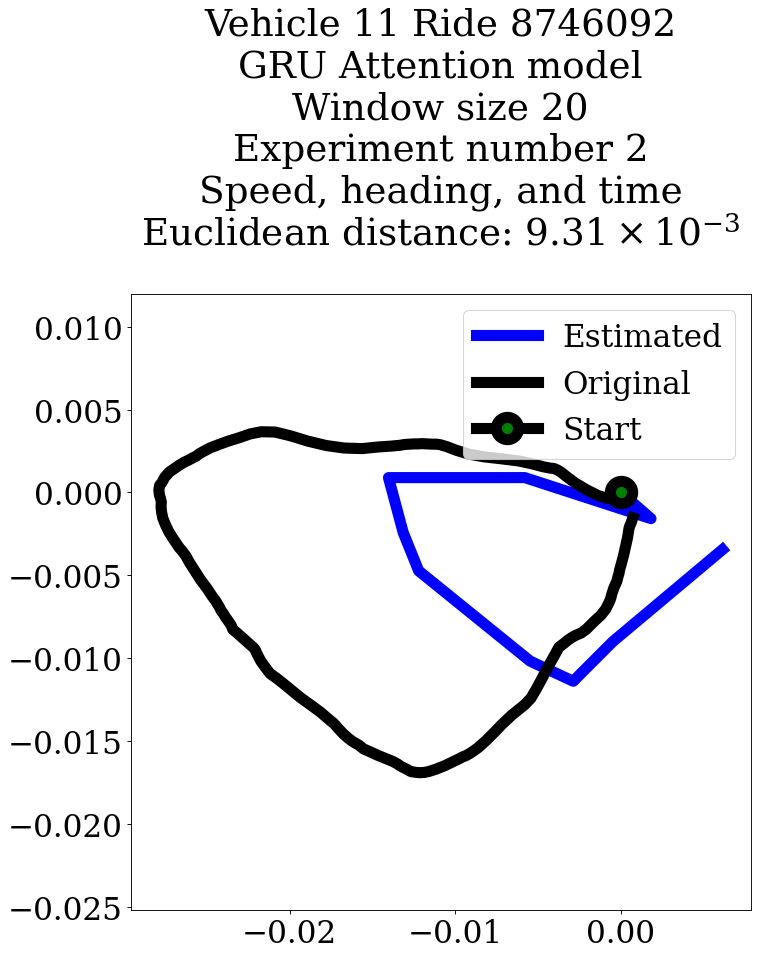 Vehicle 11 Ride 8746092
GRU Attention model
Window size 20
Experiment number 2
Speed, heading, and time
Euclidean distance: 9.31 × 10⁻³
Estimated
Original
Start
0.010
0.005
0.000
−0.005
−0.010
−0.015
−0.020
−0.025
−0.02
−0.01
0.00